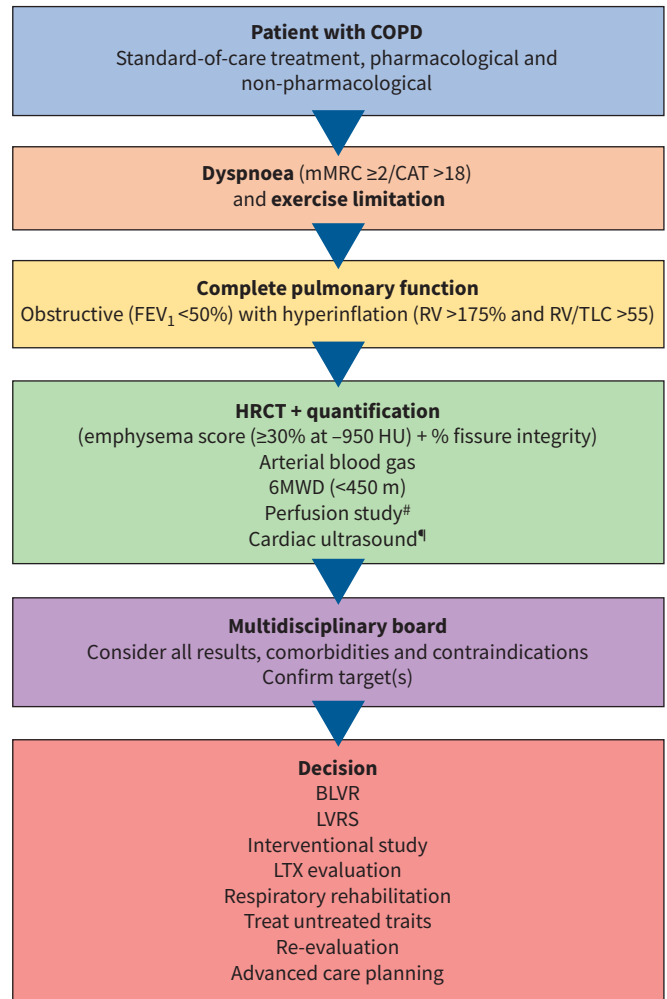 Patient with COPD
Standard-of-care treatment, pharmacological and
non-pharmacological
Dyspnoea (mMRC ≥2/CAT >18)
and exercise limitation
Complete pulmonary function
Obstructive (FEV₁ <50%) with hyperinflation (RV >175% and RV/TLC >55)
HRCT + quantification
(emphysema score (≥30% at –950 HU) + % fissure integrity)
Arterial blood gas
6MWD (<450 m)
Perfusion study#
Cardiac ultrasound¶
Multidisciplinary board
Consider all results, comorbidities and contraindications
Confirm target(s)
Decision
BLVR
LVRS
Interventional study
LTX evaluation
Respiratory rehabilitation
Treat untreated traits
Re-evaluation
Advanced care planning